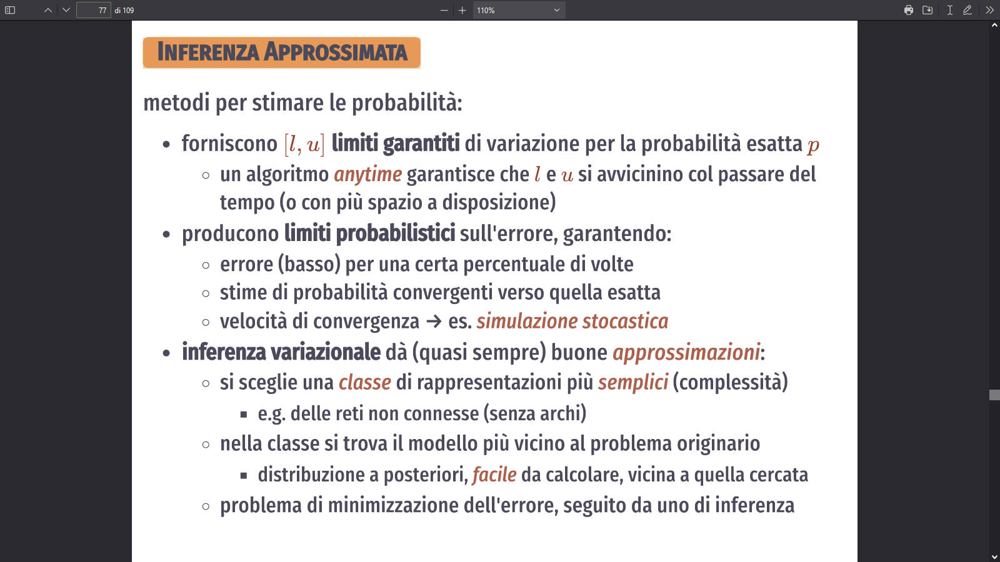 77 di 109 110%
INFERENZA APPROSSIMATA
metodi per stimare le probabilità:
• forniscono [l, u] limiti garantiti di variazione per la probabilità esatta p
○ un algoritmo anytime garantisce che l e u si avvicinino col passare del
tempo (o con più spazio a disposizione)
• producono limiti probabilistici sull'errore, garantendo:
○ errore (basso) per una certa percentuale di volte
○ stime di probabilità convergenti verso quella esatta
○ velocità di convergenza → es. simulazione stocastica
• inferenza variazionale dà (quasi sempre) buone approssimazioni:
○ si sceglie una classe di rappresentazioni più semplici (complessità)
▪ e.g. delle reti non connesse (senza archi)
○ nella classe si trova il modello più vicino al problema originario
▪ distribuzione a posteriori, facile da calcolare, vicina a quella cercata
○ problema di minimizzazione dell'errore, seguito da uno di inferenza